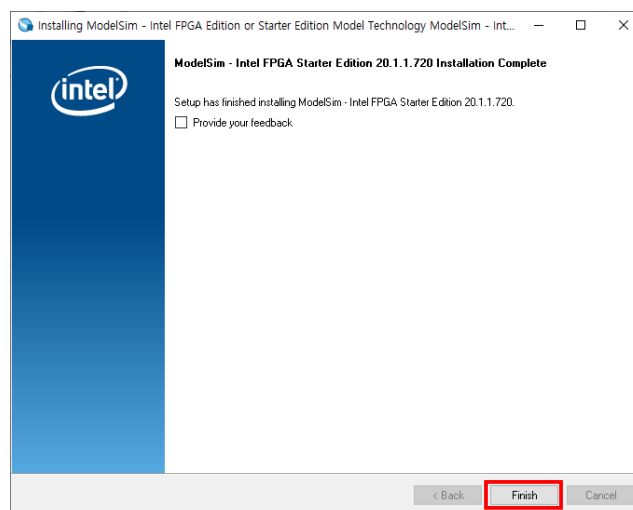 Installing ModelSim - Intel FPGA Edition or Starter Edition Model Technology ModelSim - Int...
intel
ModelSim - Intel FPGA Starter Edition 20.1.1.720 Installation Complete
Setup has finished installing ModelSim - Intel FPGA Starter Edition 20.1.1.720.
Provide your feedback
< Back Finish Cancel